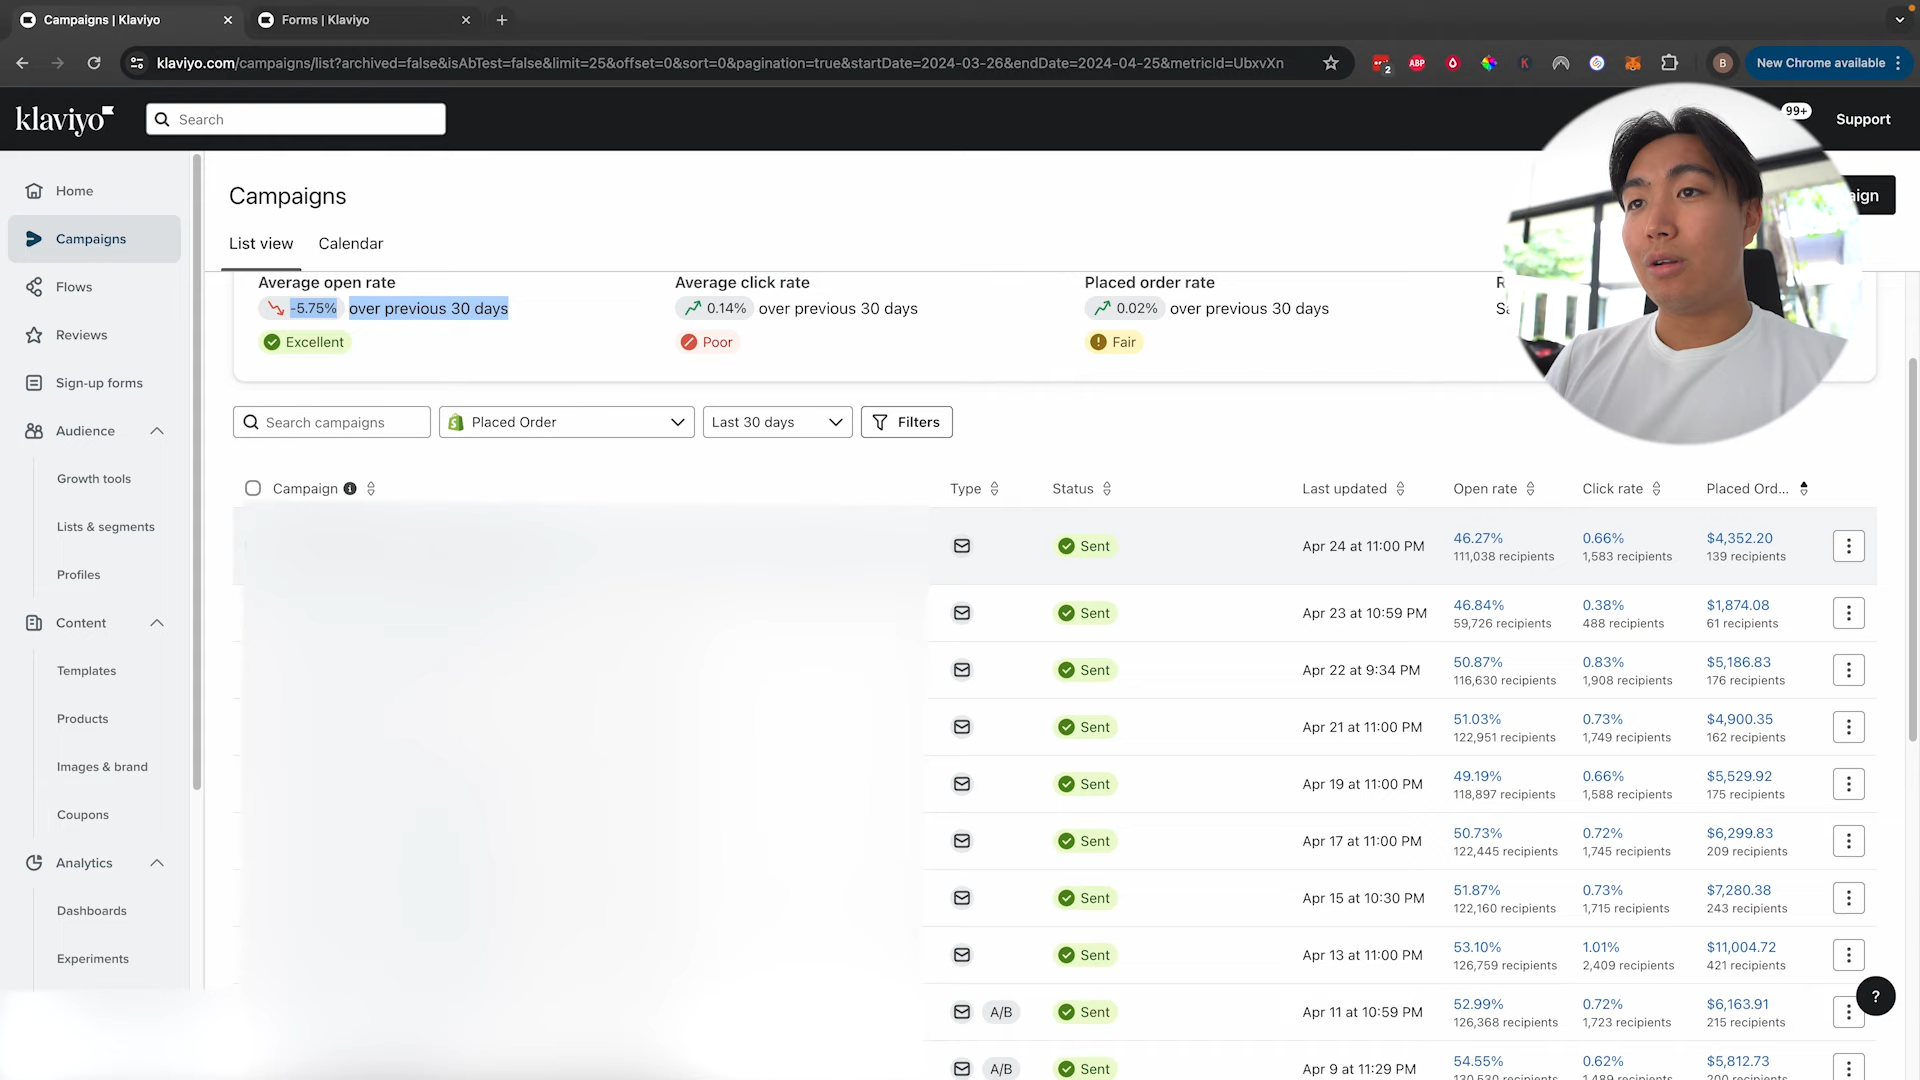 Campaigns | Klaviyo
Forms | Klaviyo
klaviyo.com/campaigns/list?archived=false&isAbTest=false&limit=25&offset=0&sort=0&pagination=true&startDate=2024-03-26&endDate=2024-04-25&metricId=UbxvXn
2
ABP
K
B
New Chrome available
klaviyo
Search
99+
Support
Home
Campaigns
Flows
Reviews
Sign-up forms
Audience
Growth tools
Lists & segments
Profiles
Content
Templates
Products
Images & brand
Coupons
Analytics
Dashboards
Experiments
Campaigns
List view
Calendar
Average open rate
-5.75% over previous 30 days
Excellent
Average click rate
0.14% over previous 30 days
Poor
Placed order rate
0.02% over previous 30 days
Fair
Search campaigns
Placed Order
Last 30 days
Filters
Campaign Type Status Last updated Open rate Click rate Placed Ord...
Sent Apr 24 at 11:00 PM 46.27% 0.66% $4,352.20
111,038 recipients 1,583 recipients 139 recipients
Sent Apr 23 at 10:59 PM 46.84% 0.38% $1,874.08
59,726 recipients 488 recipients 61 recipients
Sent Apr 22 at 9:34 PM 50.87% 0.83% $5,186.83
116,630 recipients 1,908 recipients 176 recipients
Sent Apr 21 at 11:00 PM 51.03% 0.73% $4,900.35
122,951 recipients 1,749 recipients 162 recipients
Sent Apr 19 at 11:00 PM 49.19% 0.66% $5,529.92
118,897 recipients 1,588 recipients 175 recipients
Sent Apr 17 at 11:00 PM 50.73% 0.72% $6,299.83
122,445 recipients 1,745 recipients 209 recipients
Sent Apr 15 at 10:30 PM 51.87% 0.73% $7,280.38
122,160 recipients 1,715 recipients 243 recipients
Sent Apr 13 at 11:00 PM 53.10% 1.01% $11,004.72
126,759 recipients 2,409 recipients 421 recipients
A/B Sent Apr 11 at 10:59 PM 52.99% 0.72% $6,163.91
126,368 recipients 1,723 recipients 215 recipients
A/B Sent Apr 9 at 11:29 PM 54.55% 0.62% $5,812.73
?